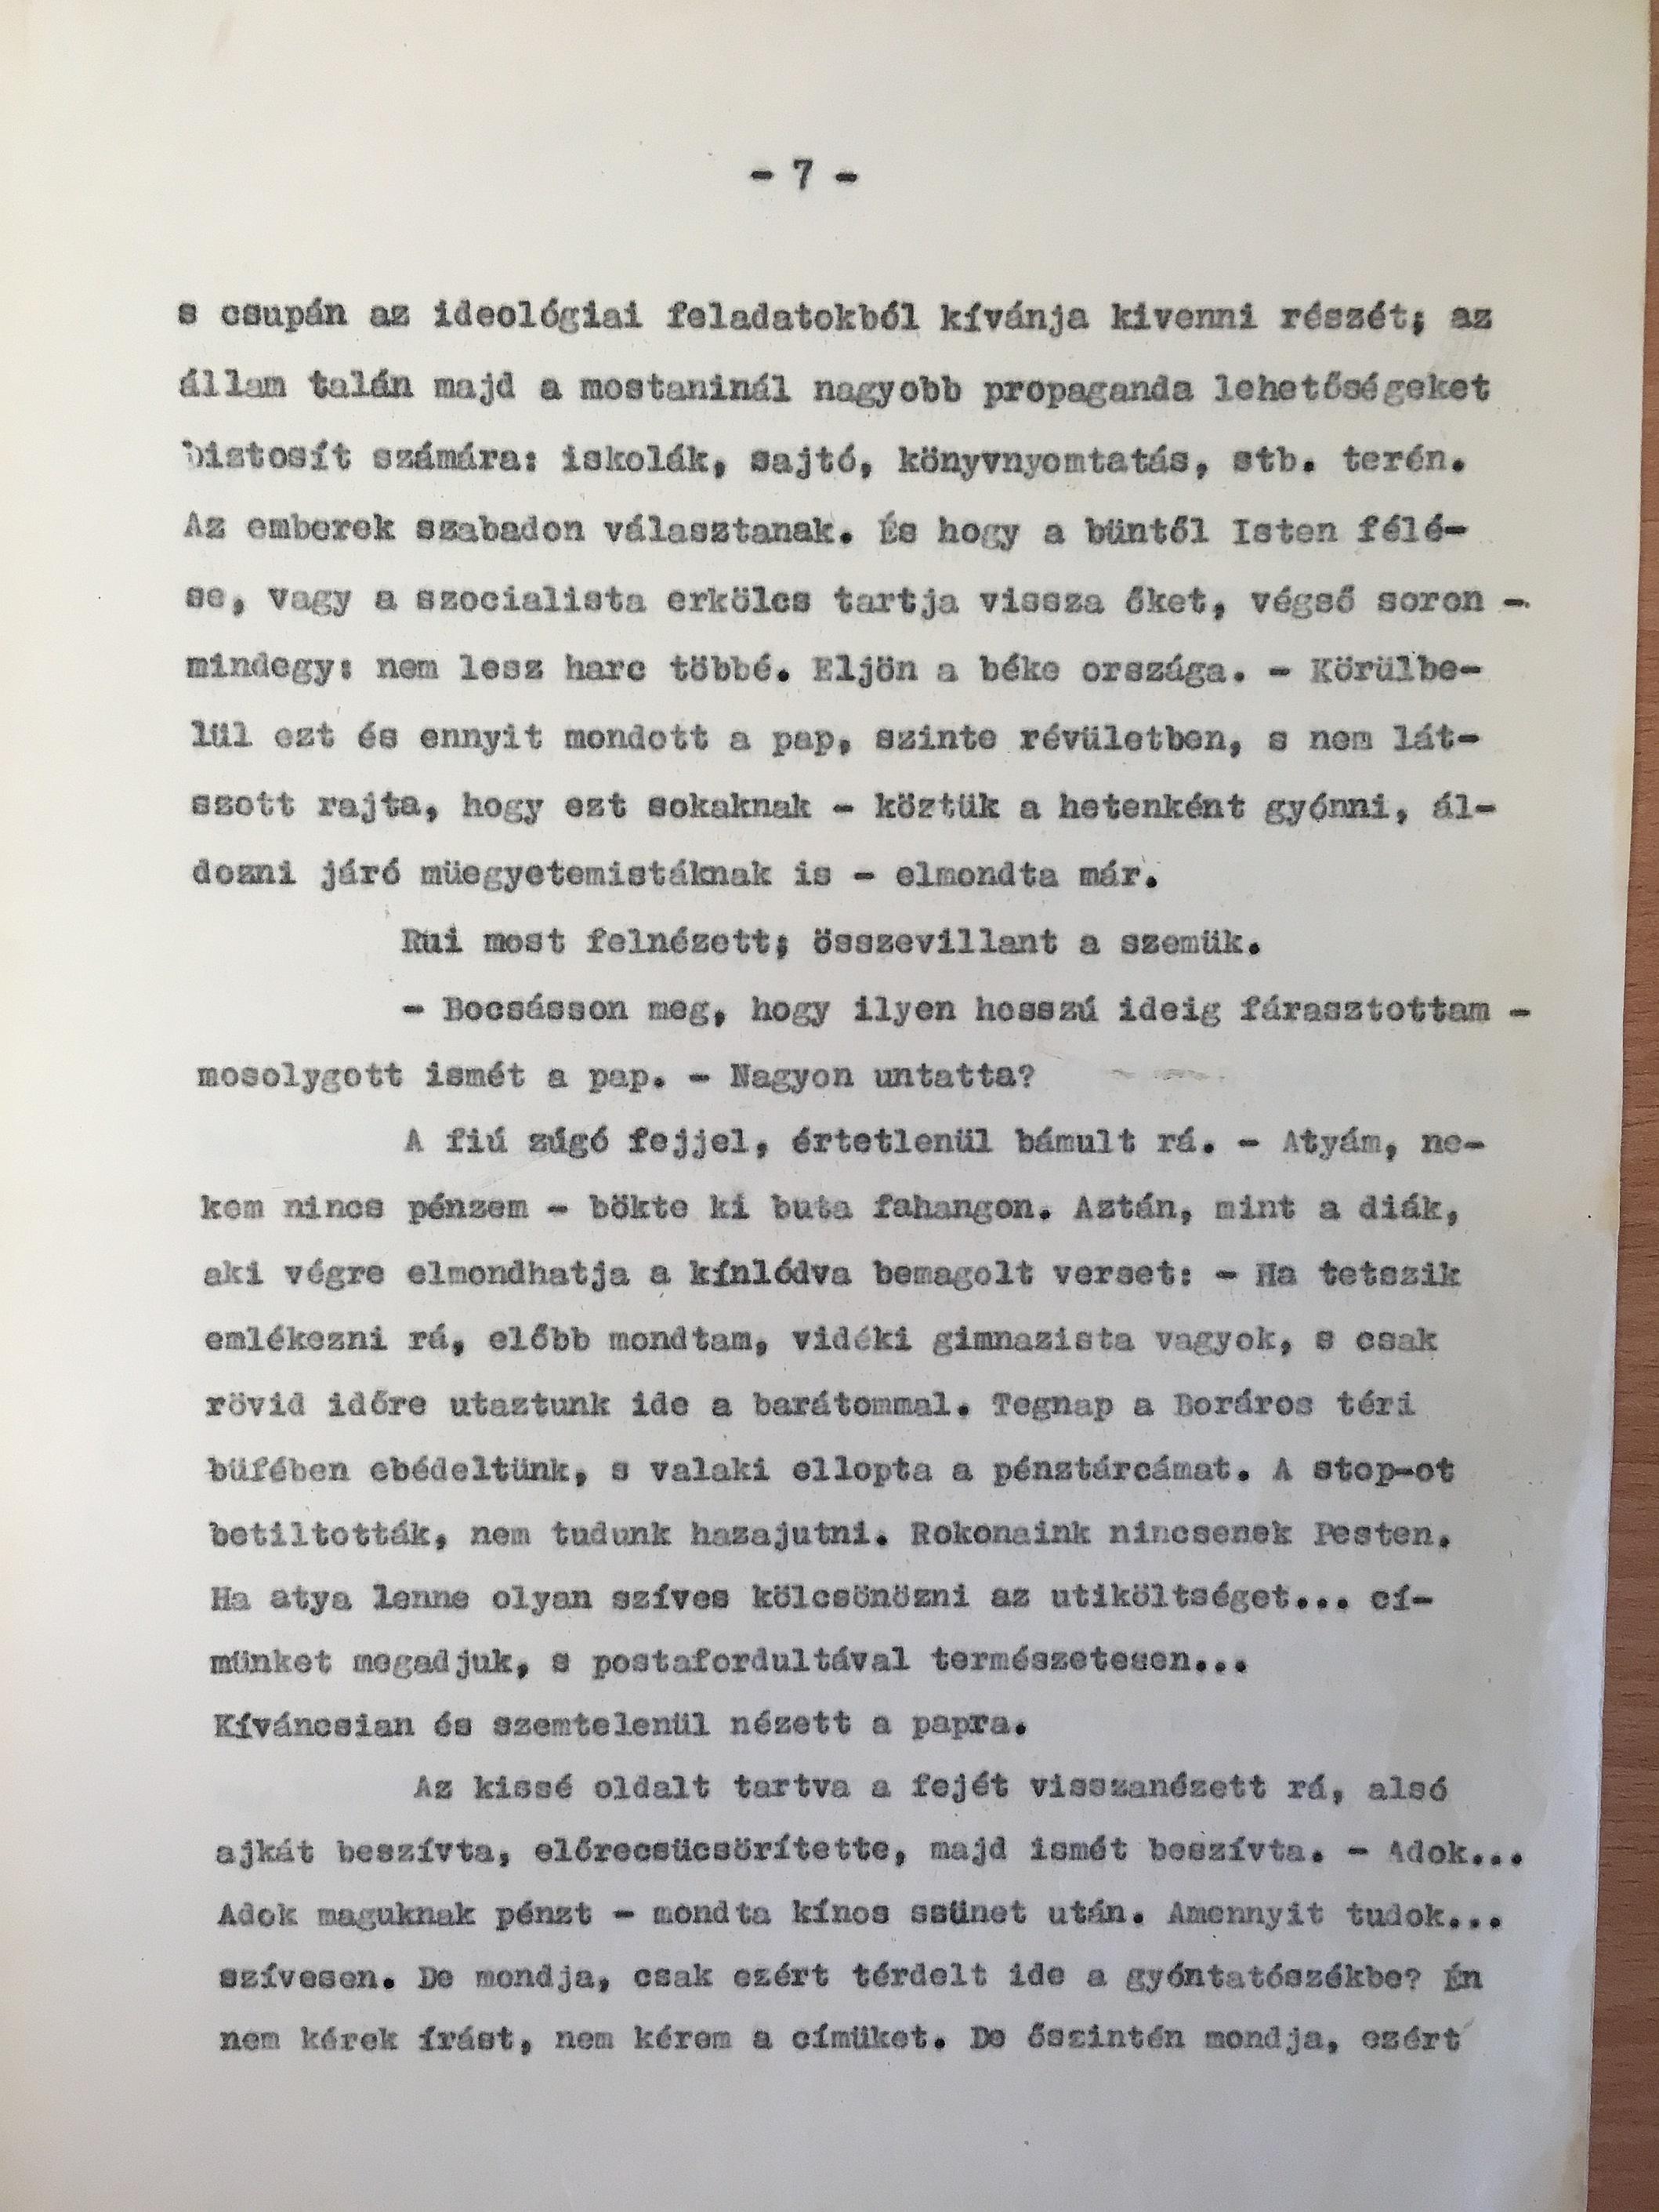 - 7 -
s csupán az ideológiai feladatokból kívánja kivenni részét; az
állam talán majd a mostaninál nagyobb propaganda lehetőségeket
biztosít számára: iskolák, sajtó, könyvnyomtatás, stb. terén.
Az emberek szabadon választanak. És hogy a büntől Isten félé-
se, vagy a szocialista erkölcs tartja vissza őket, végső soron -
mindegy: nem lesz harc többé. Eljön a béke országa. - Körülbe-
lül ezt és ennyit mondott a pap, szinte révületben, s nem lát-
szott rajta, hogy ezt sokaknak - köztük a hetenként gyónni, ál-
dozni járó müegyetemistáknak is - elmondta már.
Rui most felnézett; összevillant a szemük.
- Bocsásson meg, hogy ilyen hosszú ideig fárasztottam -
mosolygott ismét a pap. - Nagyon untatta?
A fiú zúgó fejjel, értetlenül bámult rá. - Atyám, ne-
kem nincs pénzem - bökte ki buta fahangon. Aztán, mint a diák,
aki végre elmondhatja a kínlódva bemagolt verset: - Ha tetszik
emlékezni rá, előbb mondtam, vidéki gimnazista vagyok, s csak
rövid időre utaztunk ide a barátommal. Tegnap a Boráros téri
büfében ebédeltünk, s valaki ellopta a pénztárcámat. A stop-ot
betiltották, nem tudunk hazajutni. Rokonaink nincsenek Pesten.
Ha atya lenne olyan szíves kölcsönözni az utiköltséget... cí-
münket megadjuk, s postafordultával természetesen...
Kíváncsian és szemtelenül nézett a papra.
Az kissé oldalt tartva a fejét visszanézett rá, alsó
ajkát beszívta, előrecsücsörítette, majd ismét beszívta. - Adok...
Adok maguknak pénzt - mondta kínos szünet után. Amennyit tudok...
szívesen. De mondja, csak ezért térdelt ide a gyóntatószékbe? Én
nem kérek írást, nem kérem a címüket. De őszintén mondja, ezért